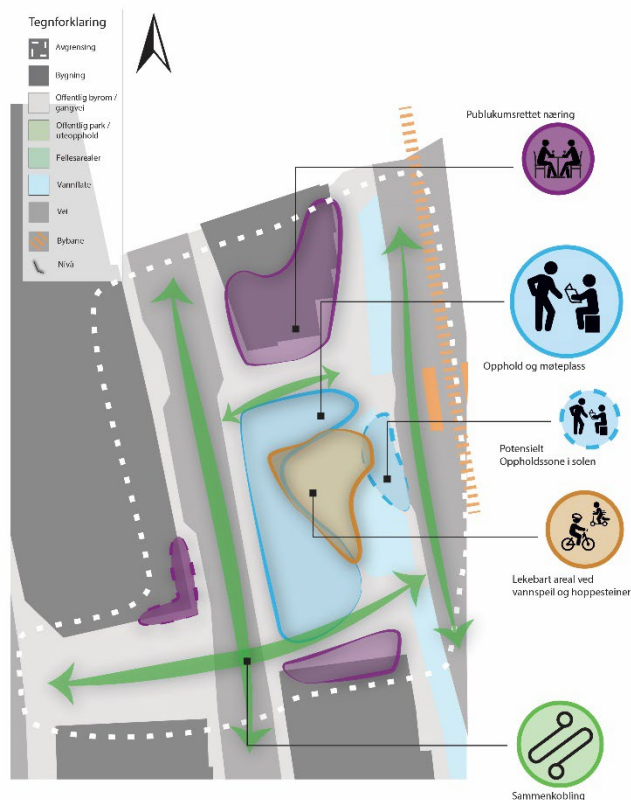 Tegnforklaring
Avgrensing
Bygning
Offentlig byrom /
gangvei
Offentlig park /
uteopphold
Fellesarealer
Vannflate
Vei
Bybane
Nivå
Publukumsrettet næring
Opphold og møteplass
Potensielt
Oppholdssone i solen
Lekebart areal ved
vannspeil og hoppesteiner
Sammenkobling